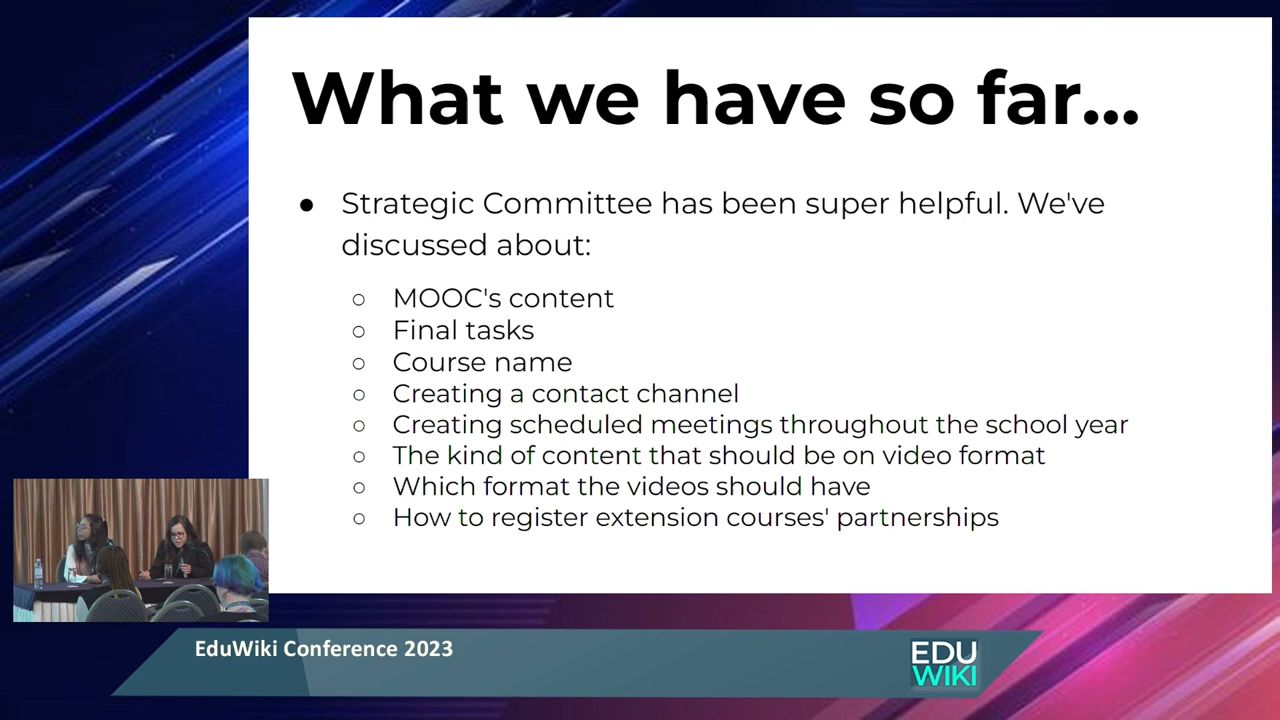 What we have so far...
● Strategic Committee has been super helpful. We've
discussed about:
○ MOOC's content
○ Final tasks
○ Course name
○ Creating a contact channel
○ Creating scheduled meetings throughout the school year
○ The kind of content that should be on video format
○ Which format the videos should have
○ How to register extension courses' partnerships
EduWiki Conference 2023
EDU
WIKI